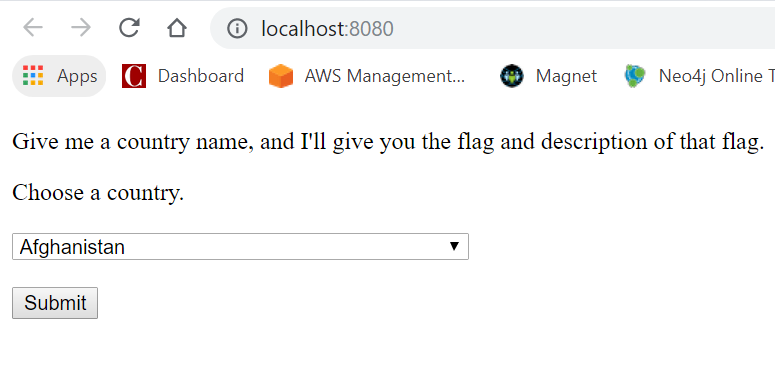 localhost:8080
Apps Dashboard AWS Management... Magnet Neo4j Online T
Give me a country name, and I'll give you the flag and description of that flag.
Choose a country.
Afghanistan
Submit